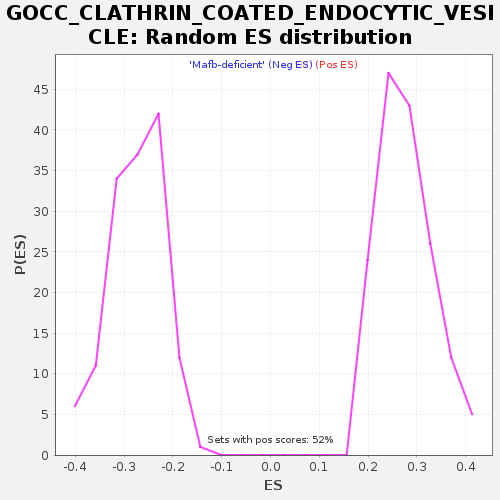 GOCC_CLATHRIN_COATED_ENDOCYTIC_VESI
CLE: Random ES distribution
'Mafb-deficient' (Neg ES) (Pos ES)
45
40
35
30
25
20
15
10
5
0
P(ES)
Sets with pos scores: 52%
-0.4 -0.3 -0.2 -0.1 0.0 0.1 0.2 0.3 0.4
ES